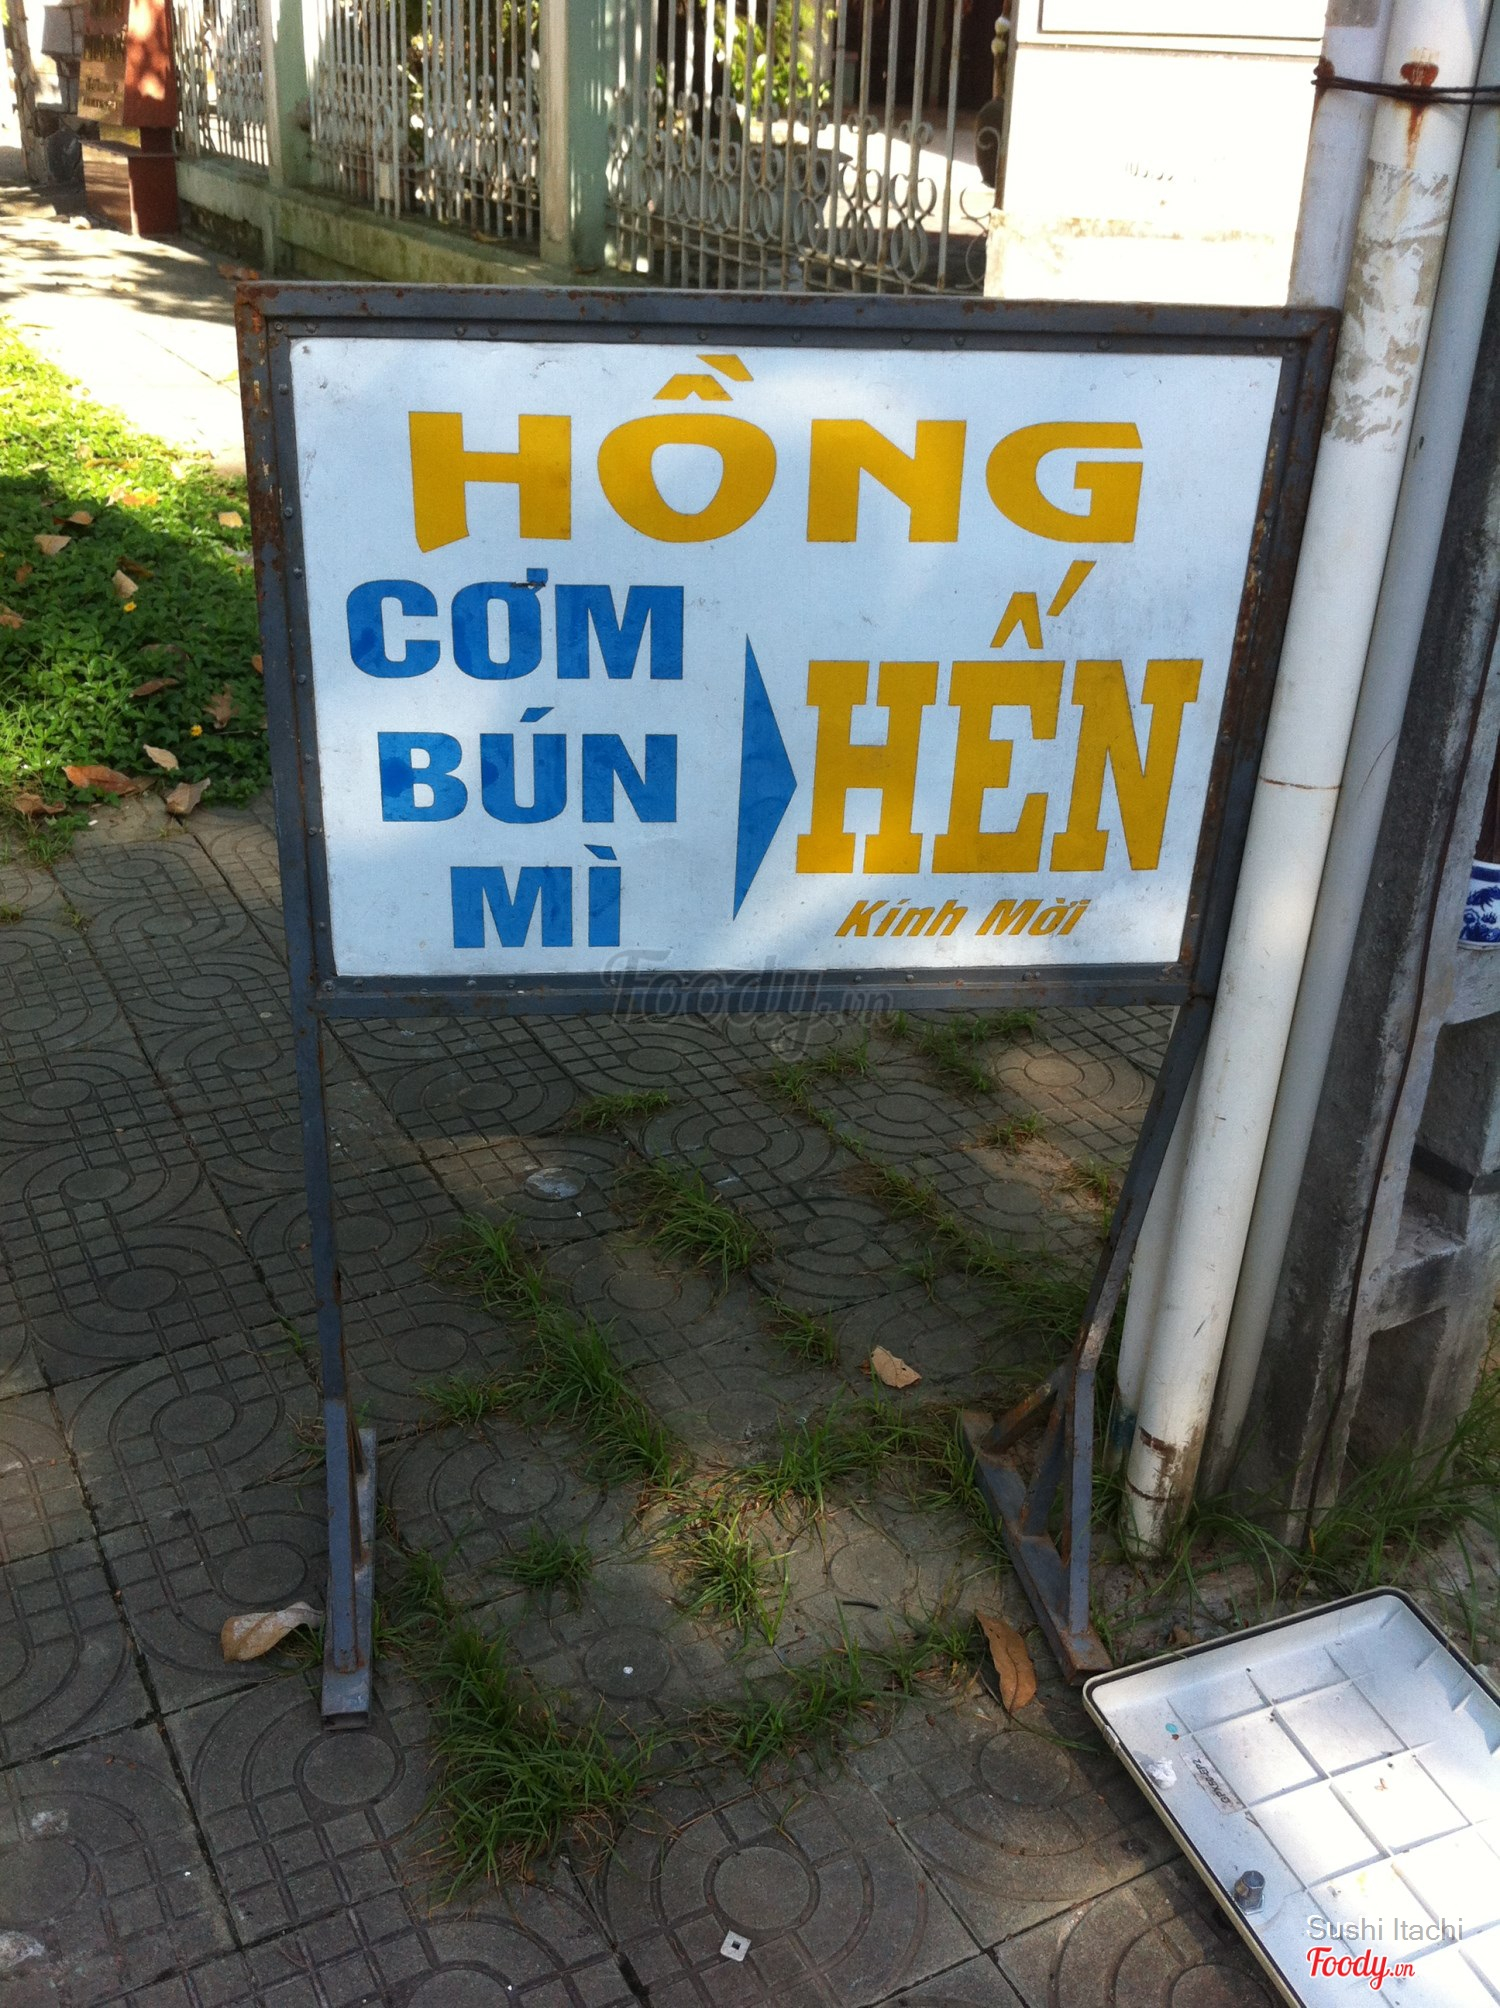 HỒNG
CƠM
BÚN
MÌ
HẾN
Kính Mời
Foody.vn
Sushi Itachi
Foody.vn